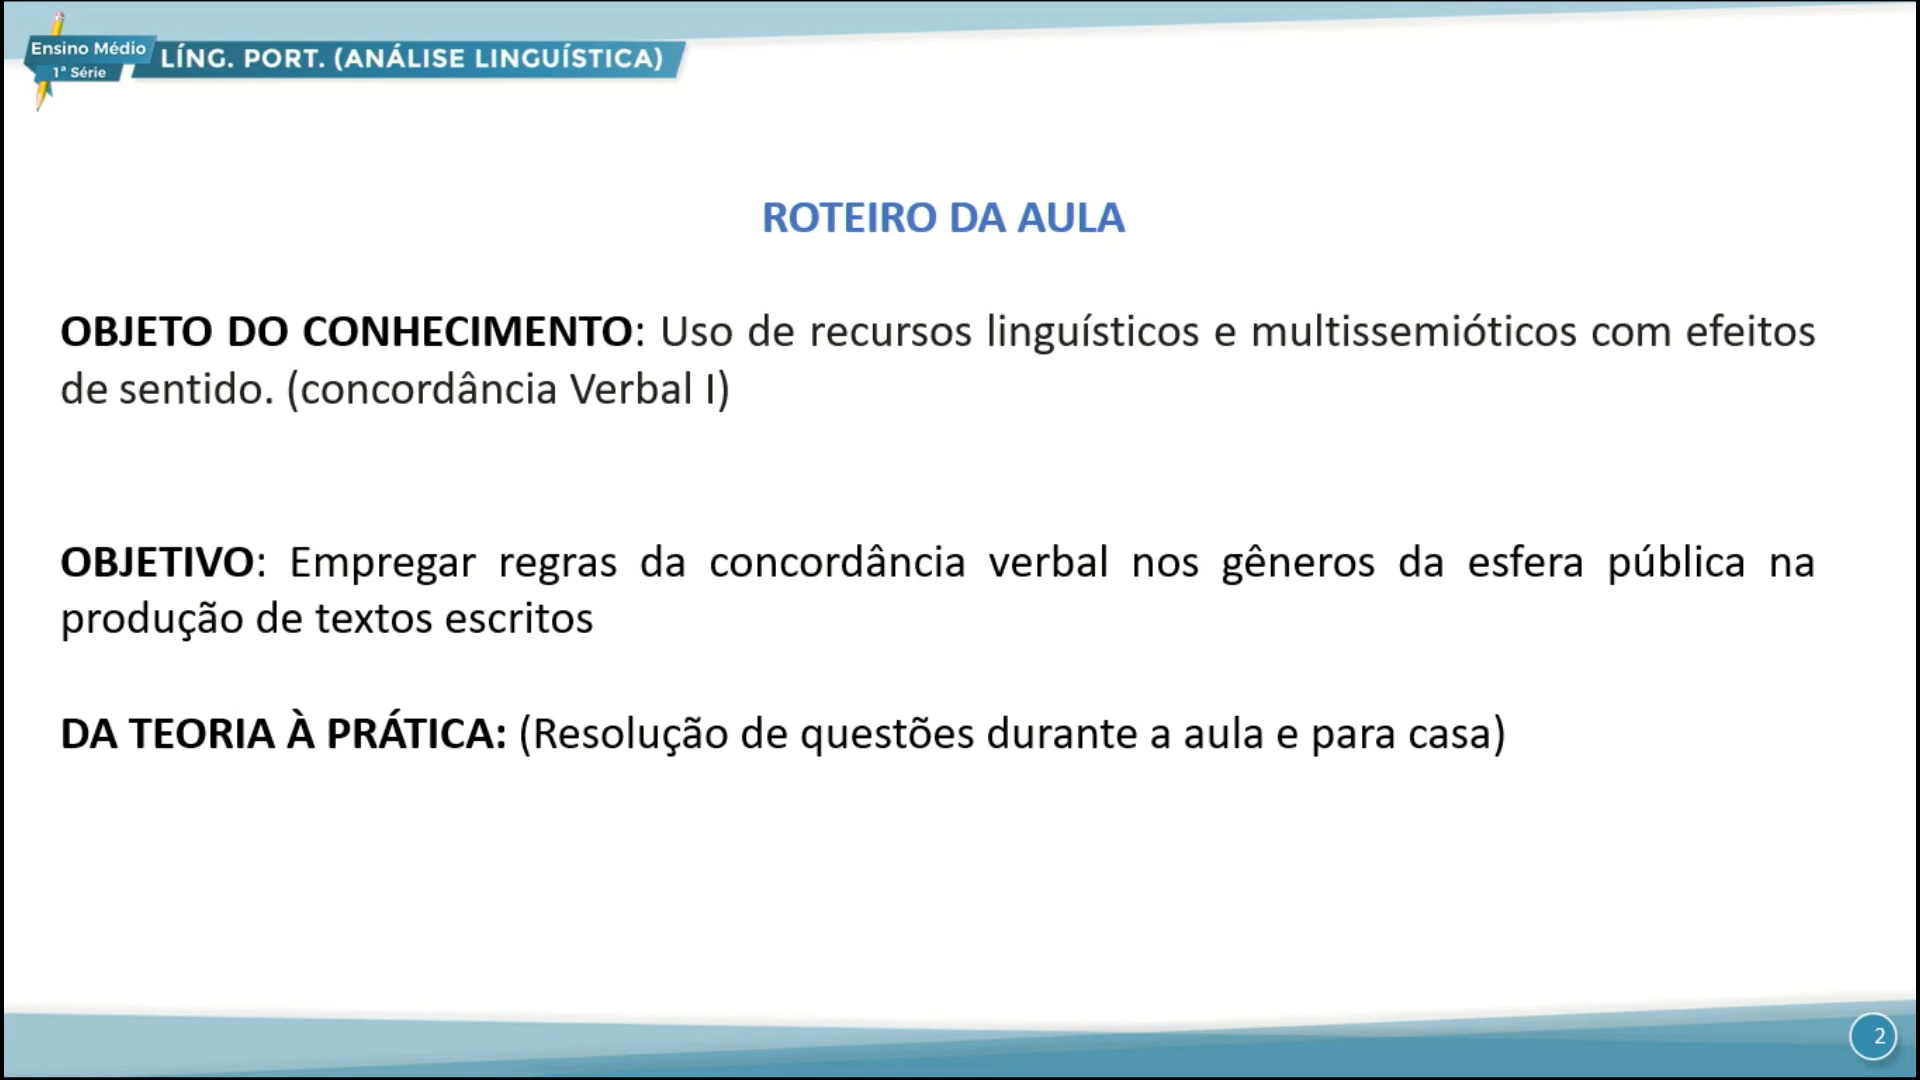 Ensino Médio
1ª Série
LÍNG. PORT. (ANÁLISE LINGUÍSTICA)
ROTEIRO DA AULA
OBJETO DO CONHECIMENTO: Uso de recursos linguísticos e multissemióticos com efeitos
de sentido. (concordância Verbal I)
OBJETIVO: Empregar regras da concordância verbal nos gêneros da esfera pública na
produção de textos escritos
DA TEORIA À PRÁTICA: (Resolução de questões durante a aula e para casa)
2